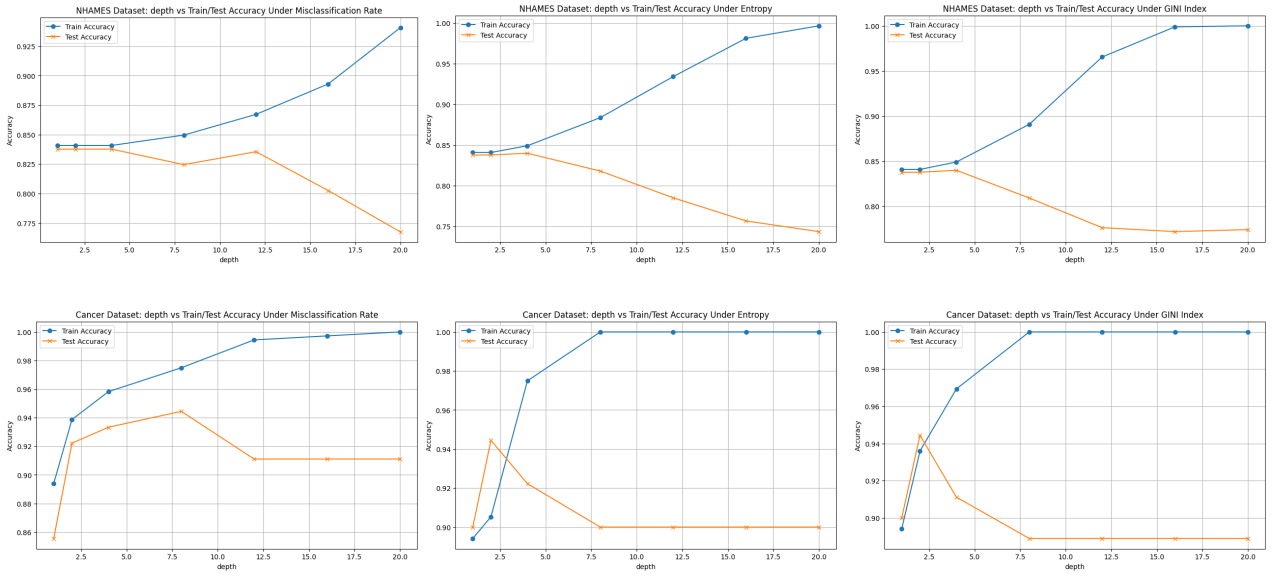 NHAMES Dataset: depth vs Train/Test Accuracy Under Misclassification Rate
Train Accuracy
Test Accuracy
0.925
0.900
0.875
0.850
0.825
0.800
0.775
Accuracy
2.5 5.0 7.5 10.0 12.5 15.0 17.5 20.0
depth
NHAMES Dataset: depth vs Train/Test Accuracy Under Entropy
Train Accuracy
Test Accuracy
1.00
0.95
0.90
0.85
0.80
0.75
Accuracy
2.5 5.0 7.5 10.0 12.5 15.0 17.5 20.0
depth
NHAMES Dataset: depth vs Train/Test Accuracy Under GINI Index
Train Accuracy
Test Accuracy
1.00
0.95
0.90
0.85
0.80
Accuracy
2.5 5.0 7.5 10.0 12.5 15.0 17.5 20.0
depth
Cancer Dataset: depth vs Train/Test Accuracy Under Misclassification Rate
Train Accuracy
Test Accuracy
1.00
0.98
0.96
0.94
0.92
0.90
0.88
0.86
Accuracy
2.5 5.0 7.5 10.0 12.5 15.0 17.5 20.0
depth
Cancer Dataset: depth vs Train/Test Accuracy Under Entropy
Train Accuracy
Test Accuracy
1.00
0.98
0.96
0.94
0.92
0.90
Accuracy
2.5 5.0 7.5 10.0 12.5 15.0 17.5 20.0
depth
Cancer Dataset: depth vs Train/Test Accuracy Under GINI Index
Train Accuracy
Test Accuracy
1.00
0.98
0.96
0.94
0.92
0.90
Accuracy
2.5 5.0 7.5 10.0 12.5 15.0 17.5 20.0
depth